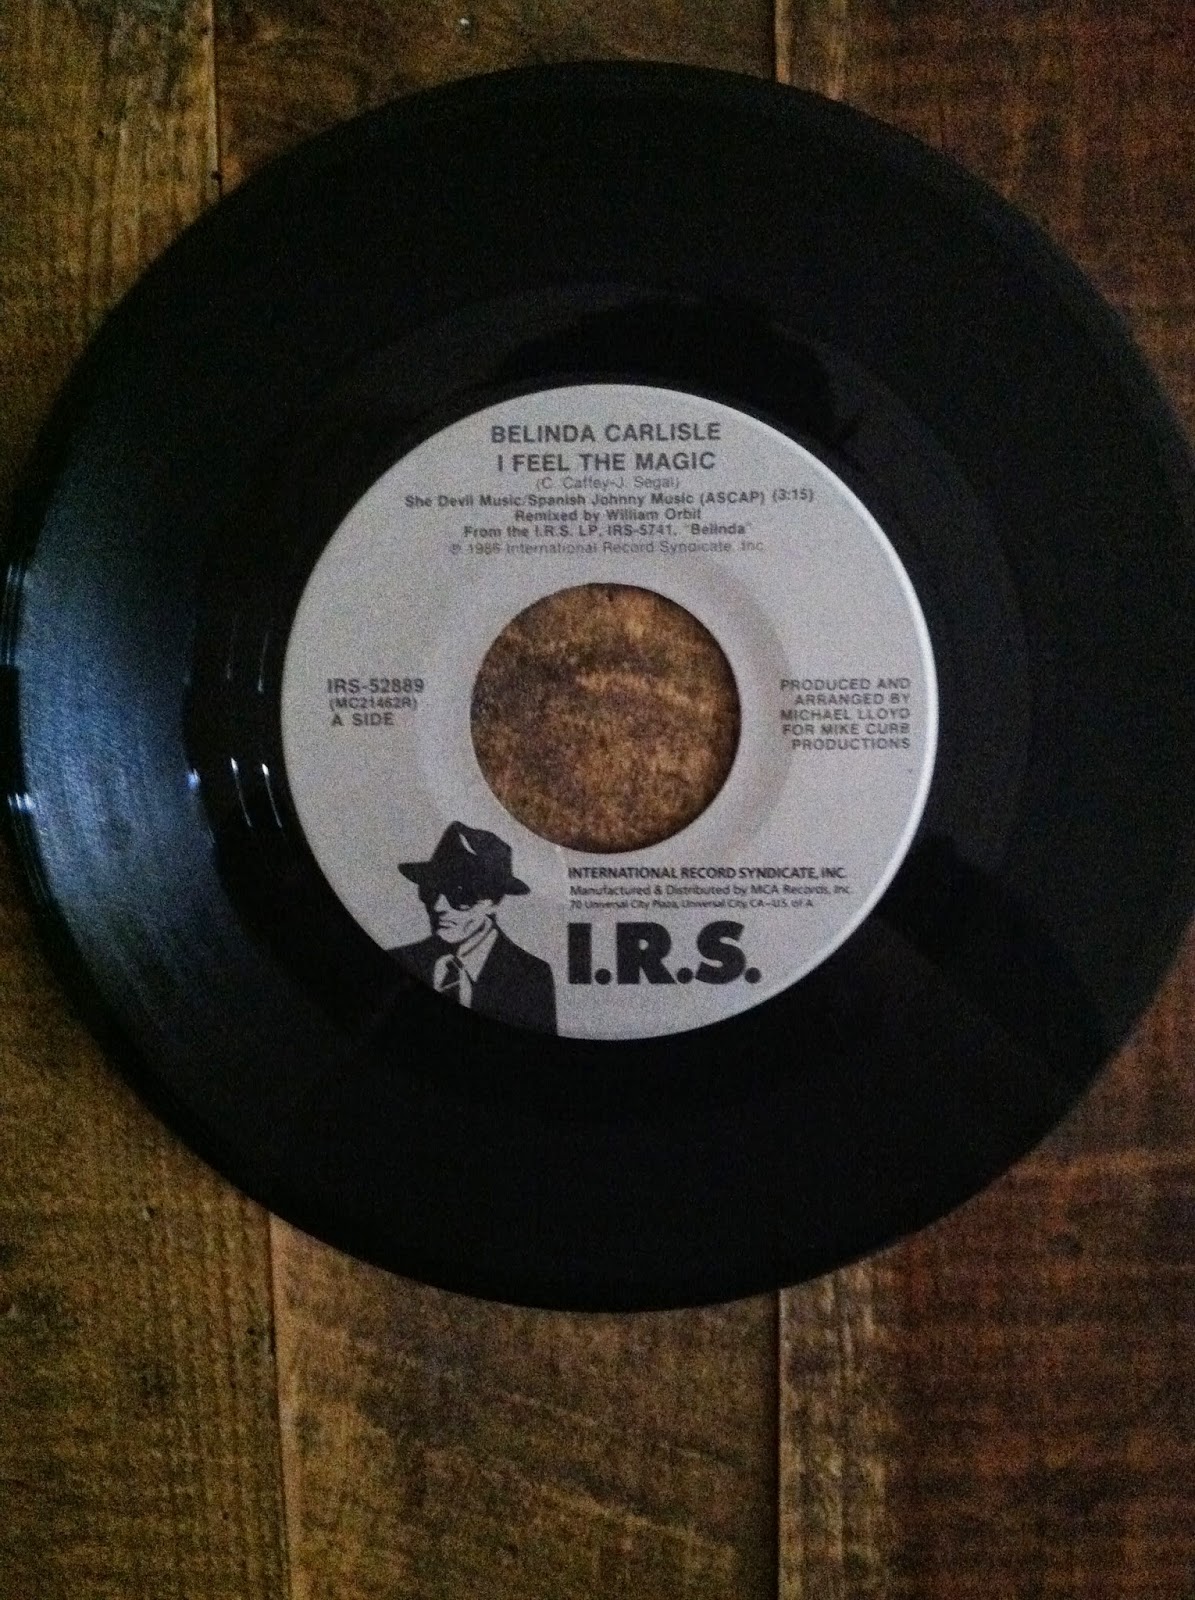 BELINDA CARLISLE
I FEEL THE MAGIC
(C. Caffey-J. Segal)
She Devil Music/Spanish Johnny Music (ASCAP) (3:15)
Remixed by William Orbit
From the I.R.S. LP, IRS-5741, "Belinda"
℗ 1986 International Record Syndicate, Inc.
IRS-52889
(MC21462R)
A SIDE
PRODUCED AND
ARRANGED BY
MICHAEL LLOYD
FOR MIKE CURB
PRODUCTIONS
INTERNATIONAL RECORD SYNDICATE, INC.
Manufactured & Distributed by MCA Records, Inc.
70 Universal City Plaza, Universal City, CA-U.S. of A.
I.R.S.